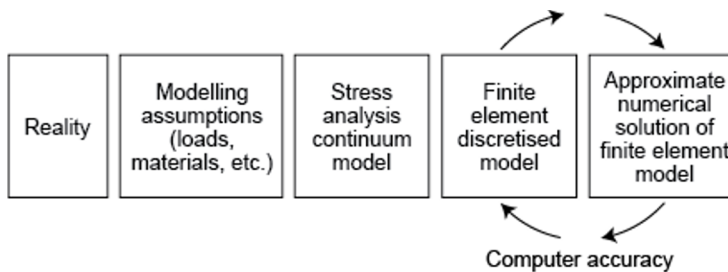 Reality
Modelling
assumptions
(loads,
materials, etc.)
Stress
analysis
continuum
model
Finite
element
discretised
model
Approximate
numerical
solution of
finite element
model
Computer accuracy